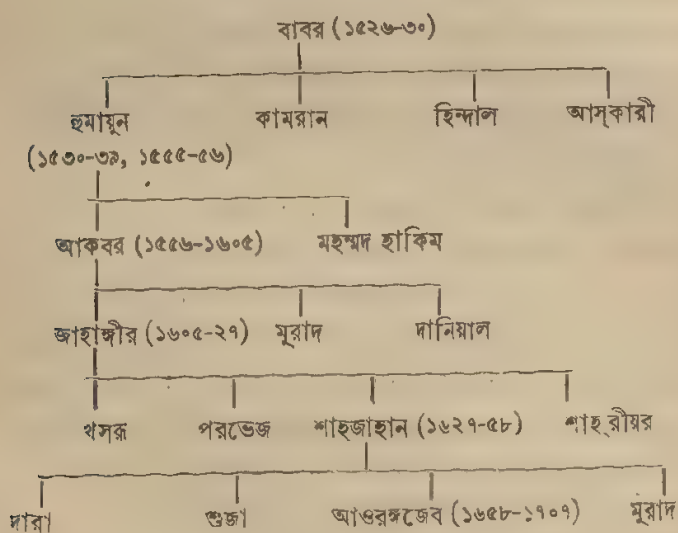 বাবর (১৫২৬-৩০)
হুমায়ুন কামরান হিন্দাল আস্কারী
(১৫৩০-৩৯, ১৫৫৫-৫৬)
আকবর (১৫৫৬-১৬০৫) মহম্মদ হাকিম
জাহাঙ্গীর (১৬০৫-২৭) মুরাদ দানিয়াল
খসরু পরভেজ শাহজাহান (১৬২৭-৫৮) শাহ্রীয়র
দারা শুজা আওরঙ্গজেব (১৬৫৮-১৭০৭) মুরাদ